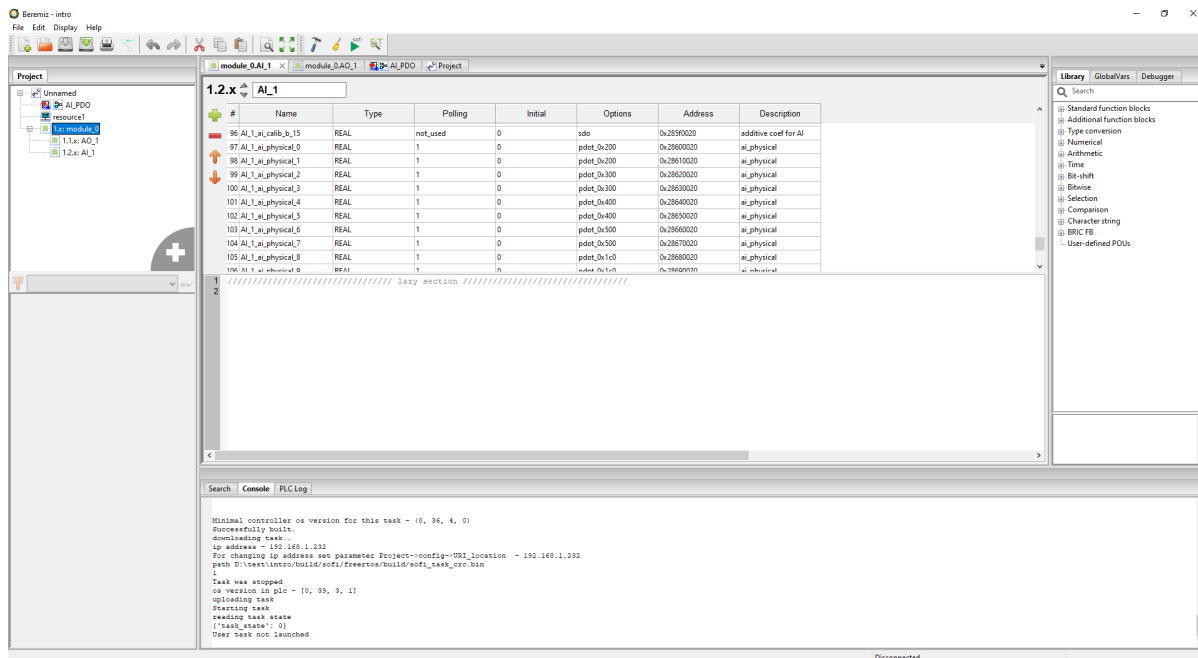 Beremiz - intro
File Edit Display Help
Project
Unnamed
AI_PDO
resource1
1.x: module_0
1.1.x: AO_1
1.2.x: AI_1
module_0.AI_1 module_0.AO_1 AI_PDO Project
1.2.x AI_1
# Name Type Polling Initial Options Address Description
96 AI_1_ai_calib_b_15 REAL not_used 0 sdo 0x285f0020 additive coef for AI
97 AI_1_ai_physical_0 REAL 1 0 pdot_0x200 0x28600020 ai_physical
98 AI_1_ai_physical_1 REAL 1 0 pdot_0x200 0x28610020 ai_physical
99 AI_1_ai_physical_2 REAL 1 0 pdot_0x300 0x28620020 ai_physical
100 AI_1_ai_physical_3 REAL 1 0 pdot_0x300 0x28630020 ai_physical
101 AI_1_ai_physical_4 REAL 1 0 pdot_0x400 0x28640020 ai_physical
102 AI_1_ai_physical_5 REAL 1 0 pdot_0x400 0x28650020 ai_physical
103 AI_1_ai_physical_6 REAL 1 0 pdot_0x500 0x28660020 ai_physical
104 AI_1_ai_physical_7 REAL 1 0 pdot_0x500 0x28670020 ai_physical
105 AI_1_ai_physical_8 REAL 1 0 pdot_0x1c0 0x28680020 ai_physical
106 AI_1_ai_physical_9 REAL 1 0 pdot_0x1c0 0x28690020 ai_physical
1 ///////////////////////////////// lazy section /////////////////////////////////
2
Library GlobalVars Debugger
Search
Standard function blocks
Additional function blocks
Type conversion
Numerical
Arithmetic
Time
Bit-shift
Bitwise
Selection
Comparison
Character string
BRIC FB
User-defined POUs
Search Console PLC Log
Minimal controller os version for this task - (0, 36, 4, 0)
Successfully built.
downloading task..
ip address - 192.168.1.232
For changing ip address set parameter Project->config->URI_location - 192.168.1.232
path D:\test\intro/build/sofi/freertos/build/sofi_task_crc.bin
1
Task was stopped
os version in plc - [0, 39, 3, 1]
uploading task
Starting task
reading task state
{'task_state': 0}
User task not launched
Disconnected